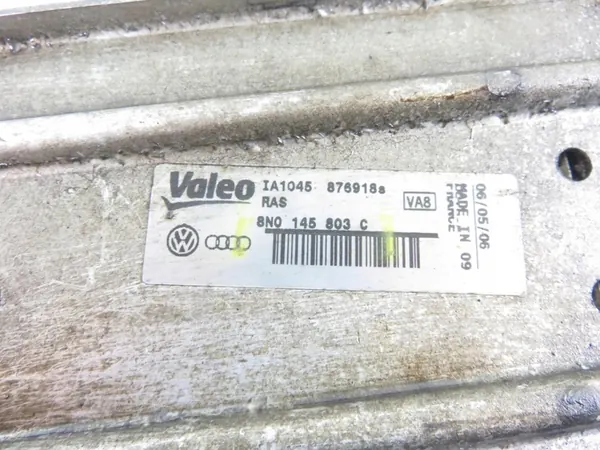 Valeo IA1045 876918s
RAS VA8
8N0 145 803 C
06/05/06
MADE IN 09
FRANCE